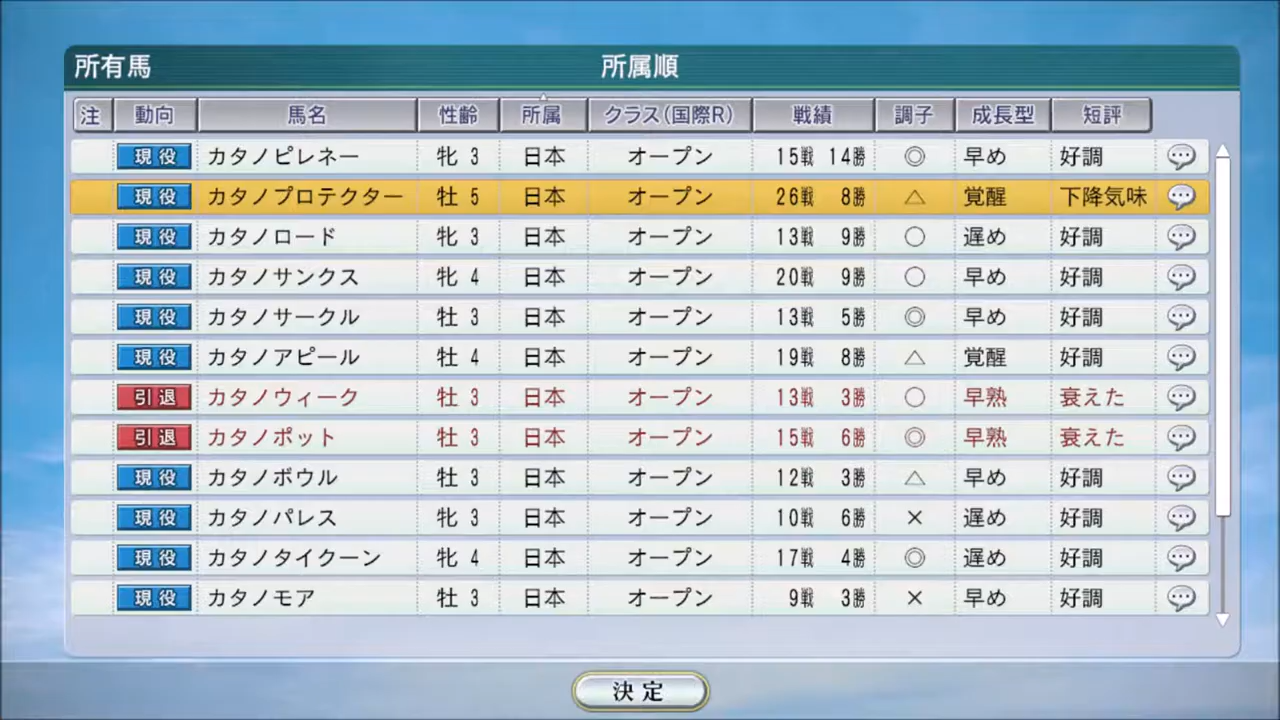 所有馬 所属順
注 動向 馬名 性齢 所属 クラス(国際R) 戦績 調子 成長型 短評
現役 カタノピレネー 牝 3 日本 オープン 15戦 14勝 ◎ 早め 好調
現役 カタノプロテクター 牡 5 日本 オープン 26戦 8勝 △ 覚醒 下降気味
現役 カタノロード 牝 3 日本 オープン 13戦 9勝 ○ 遅め 好調
現役 カタノサンクス 牝 4 日本 オープン 20戦 9勝 ○ 早め 好調
現役 カタノサークル 牡 3 日本 オープン 13戦 5勝 ◎ 早め 好調
現役 カタノアピール 牡 4 日本 オープン 19戦 8勝 △ 覚醒 好調
引退 カタノウィーク 牡 3 日本 オープン 13戦 3勝 ○ 早熟 衰えた
引退 カタノポット 牡 3 日本 オープン 15戦 6勝 ◎ 早熟 衰えた
現役 カタノボウル 牡 3 日本 オープン 12戦 3勝 △ 早め 好調
現役 カタノパレス 牝 3 日本 オープン 10戦 6勝 × 遅め 好調
現役 カタノタイクーン 牝 4 日本 オープン 17戦 4勝 ◎ 遅め 好調
現役 カタノモア 牡 3 日本 オープン 9戦 3勝 × 早め 好調
決定